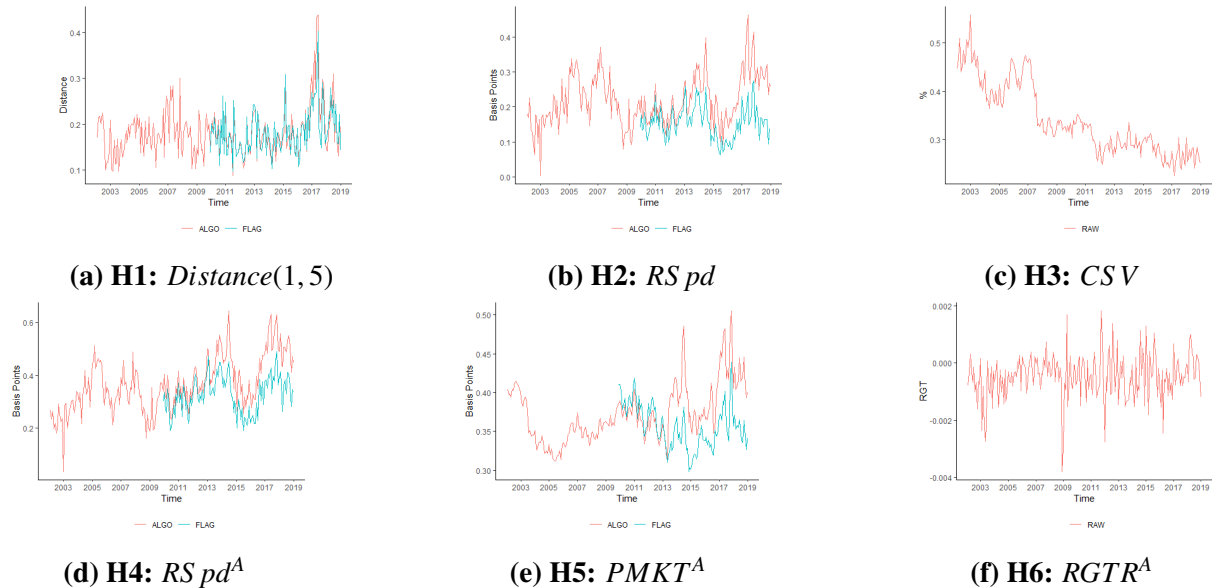 Distance
0.4
0.3
0.2
0.1
2003 2005 2007 2009 2011 2013 2015 2017 2019
Time
ALGO FLAG
(a) H1: Distance(1, 5)
Basis Points
0.4
0.3
0.2
0.1
0.0
2003 2005 2007 2009 2011 2013 2015 2017 2019
Time
ALGO FLAG
(b) H2: RS pd
%
0.5
0.4
0.3
2003 2005 2007 2009 2011 2013 2015 2017 2019
Time
RAW
(c) H3: CSV
Basis Points
0.6
0.4
0.2
2003 2005 2007 2009 2011 2013 2015 2017 2019
Time
ALGO FLAG
(d) H4: RS pd^A
Basis Points
0.50
0.45
0.40
0.35
0.30
2003 2005 2007 2009 2011 2013 2015 2017 2019
Time
ALGO FLAG
(e) H5: PMKT^A
RGT
0.002
0.000
-0.002
-0.004
2003 2005 2007 2009 2011 2013 2015 2017 2019
Time
RAW
(f) H6: RGTR^A